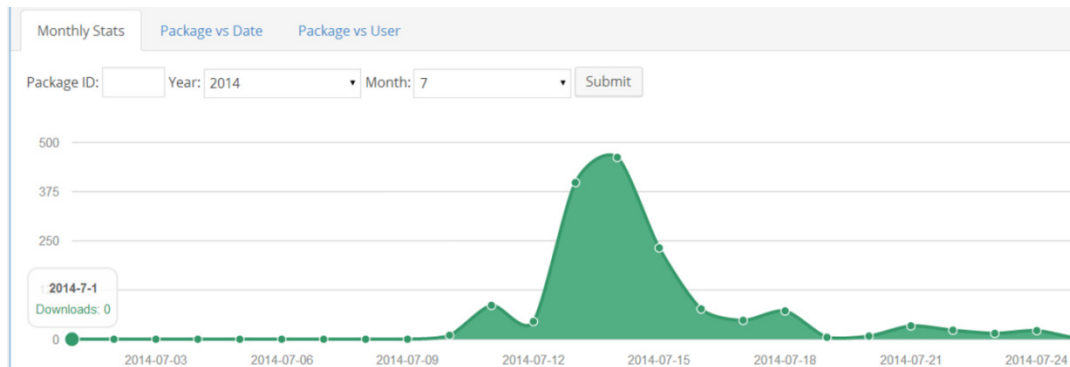 Monthly Stats Package vs Date Package vs User
Package ID: Year: 2014 Month: 7 Submit
500
375
250
2014-7-1
Downloads: 0
0
2014-07-03 2014-07-06 2014-07-09 2014-07-12 2014-07-15 2014-07-18 2014-07-21 2014-07-24